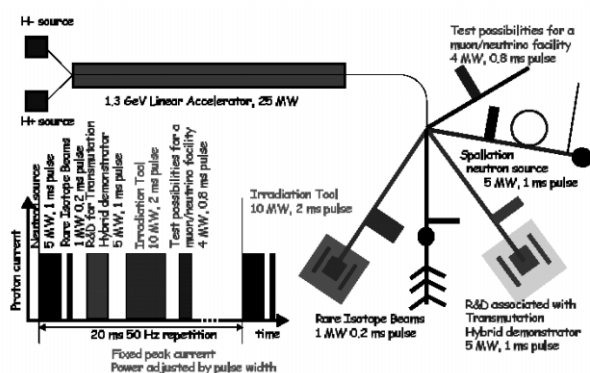 H- source
H+ source
1,3 GeV Linear Accelerator, 25 MW
Test possibilities for a
muon/neutrino facility
4 MW, 0,8 ms pulse
Spallation
neutron source
5 MW, 1 ms pulse
Irradiation Tool
10 MW, 2 ms pulse
Rare Isotope Beams
1 MW 0,2 ms pulse
R&D associated with
Transmutation
Hybrid demonstrator
5 MW, 1 ms pulse
Neutron source
5 MW, 1 ms pulse
Rare Isotope Beams
1 MW 0,2 ms pulse
R&D for Transmutation
Hybrid demonstrator
5 MW, 1 ms pulse
Irradiation Tool
10 MW, 2 ms pulse
Test possibilities for a
muon/neutrino facility
4 MW, 0,8 ms pulse
Proton current
20 ms 50 Hz repetition
time
Fixed peak current
Power adjusted by pulse width